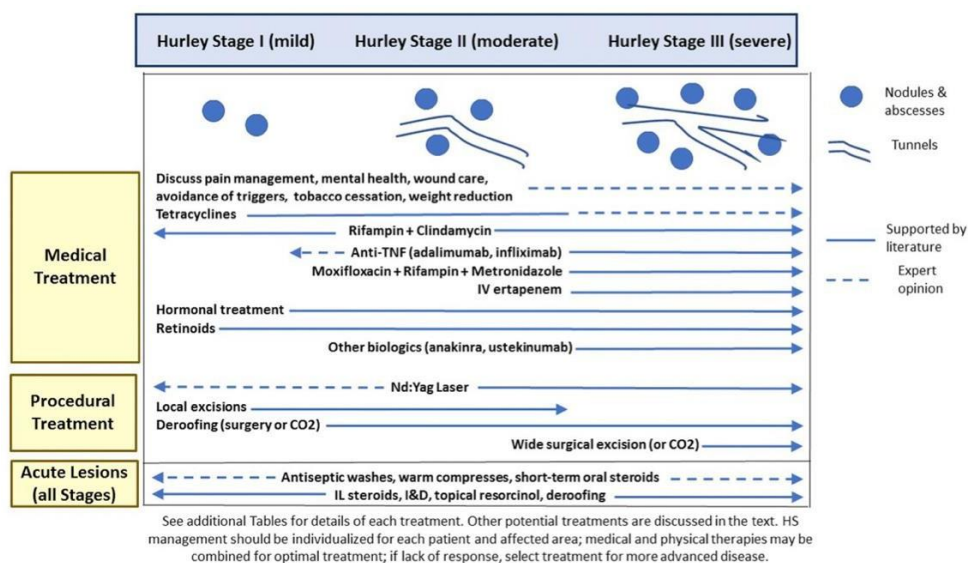 Hurley Stage I (mild) Hurley Stage II (moderate) Hurley Stage III (severe)
Nodules &
abscesses
Tunnels
Medical
Treatment
Discuss pain management, mental health, wound care,
avoidance of triggers, tobacco cessation, weight reduction
Tetracyclines
Rifampin + Clindamycin
Anti-TNF (adalimumab, infliximab)
Moxifloxacin + Rifampin + Metronidazole
IV ertapenem
Hormonal treatment
Retinoids
Other biologics (anakinra, ustekinumab)
Supported by
literature
Expert
opinion
Procedural
Treatment
Nd:Yag Laser
Local excisions
Deroofing (surgery or CO2)
Wide surgical excision (or CO2)
Acute Lesions
(all Stages)
Antiseptic washes, warm compresses, short-term oral steroids
IL steroids, I&D, topical resorcinol, deroofing
See additional Tables for details of each treatment. Other potential treatments are discussed in the text. HS
management should be individualized for each patient and affected area; medical and physical therapies may be
combined for optimal treatment; if lack of response, select treatment for more advanced disease.